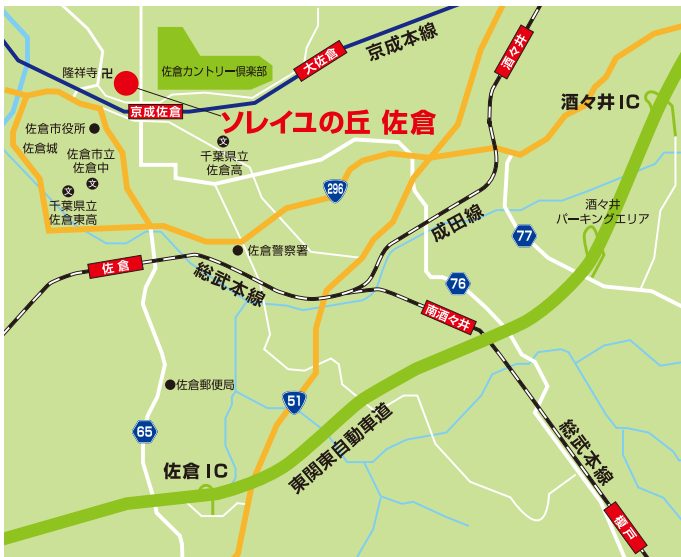 京成本線
大佐倉
酒々井
隆祥寺卍
佐倉カントリー倶楽部
酒々井IC
京成佐倉
ソレイユの丘 佐倉
佐倉市役所
佐倉城
佐倉市立
佐倉中
文
文
千葉県立
佐倉東高
文
千葉県立
佐倉高
296
酒々井
パーキングエリア
成田線
77
佐倉警察署
佐倉
総武本線
76
南酒々井
佐倉郵便局
51
65
東関東自動車道
佐倉IC
総武本線
榎戸